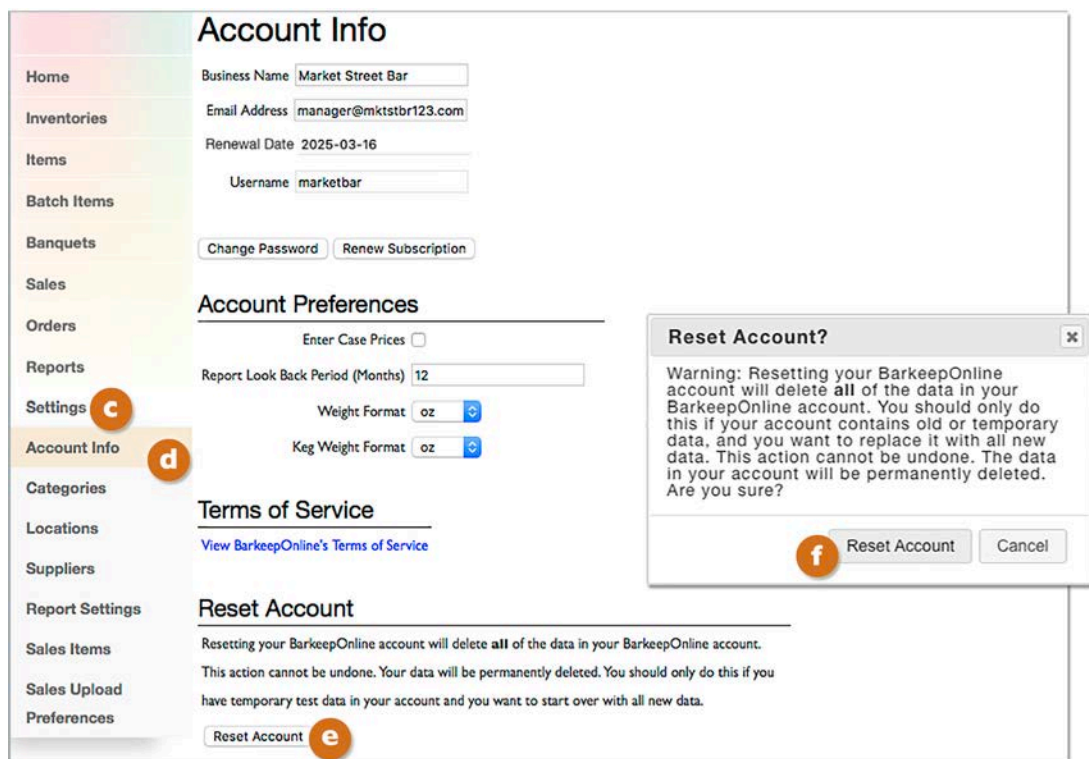 Account Info
Home
Inventories
Items
Batch Items
Banquets
Sales
Orders
Reports
Settings c
Account Info d
Categories
Locations
Suppliers
Report Settings
Sales Items
Sales Upload
Preferences
Business Name Market Street Bar
Email Address manager@mktstbr123.com
Renewal Date 2025-03-16
Username marketbar
Change Password Renew Subscription
Account Preferences
Enter Case Prices
Report Look Back Period (Months) 12
Weight Format oz
Keg Weight Format oz
Terms of Service
View BarkeepOnline's Terms of Service
Reset Account
Resetting your BarkeepOnline account will delete all of the data in your BarkeepOnline account.
This action cannot be undone. Your data will be permanently deleted. You should only do this if you
have temporary test data in your account and you want to start over with all new data.
Reset Account e
Reset Account?
Warning: Resetting your BarkeepOnline
account will delete all of the data in your
BarkeepOnline account. You should only do
this if your account contains old or temporary
data, and you want to replace it with all new
data. This action cannot be undone. The data
in your account will be permanently deleted.
Are you sure?
f Reset Account Cancel